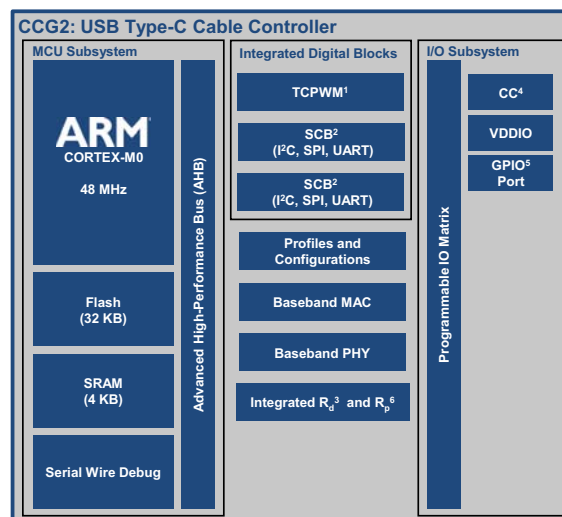 CCG2: USB Type-C Cable Controller
MCU Subsystem
ARM
CORTEX-M0
48 MHz
Flash
(32 KB)
SRAM
(4 KB)
Serial Wire Debug
Advanced High-Performance Bus (AHB)
Integrated Digital Blocks
TCPWM¹
SCB²
(I²C, SPI, UART)
SCB²
(I²C, SPI, UART)
Profiles and
Configurations
Baseband MAC
Baseband PHY
Integrated R_d³ and R_p⁶
I/O Subsystem
Programmable IO Matrix
CC⁴
VDDIO
GPIO⁵
Port